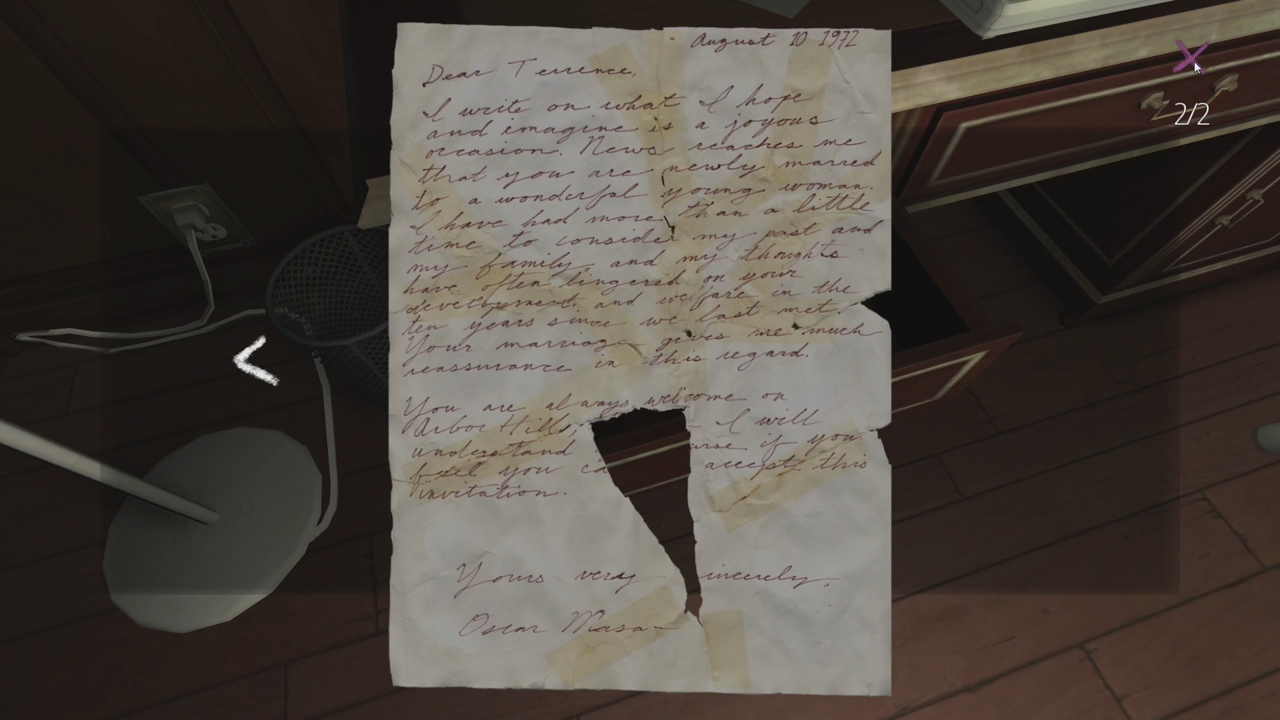 August 10 1972
Dear Terrence,
I write on what I hope
and imagine is a joyous
occasion. News reaches me
that you are newly married
to a wonderful young woman.
I have had more than a little
time to consider my past and
my family, and my thoughts
have often lingered on your
development and welfare in the
ten years since we last met.
Your marriage gives me much
reassurance in this regard.
You are always welcome on
Arbor Hill, I will
understand if you
feel you accept this
invitation.
Yours very incerely,
Oscar Masan
2/2